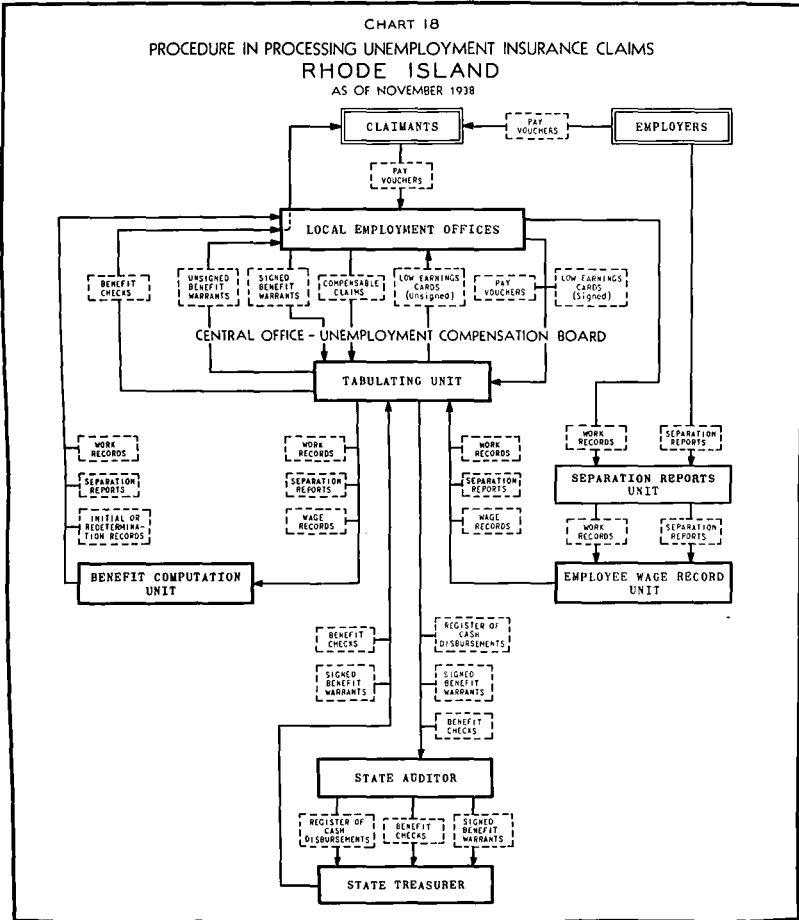 CHART 18
PROCEDURE IN PROCESSING UNEMPLOYMENT INSURANCE CLAIMS
RHODE ISLAND
AS OF NOVEMBER 1938
CLAIMANTS
PAY
VOUCHERS
EMPLOYERS
PAY
VOUCHERS
LOCAL EMPLOYMENT OFFICES
BENEFIT
CHECKS
UNSIGNED
BENEFIT
WARRANTS
SIGNED
BENEFIT
WARRANTS
COMPENSABLE
CLAIMS
LOW EARNINGS
CARDS
(Unsigned)
PAY
VOUCHERS
LOW EARNINGS
CARDS
(Signed)
CENTRAL OFFICE - UNEMPLOYMENT COMPENSATION BOARD
TABULATING UNIT
WORK
RECORDS
SEPARATION
REPORTS
INITIAL OR
REDETERMINA-
TION RECORDS
WORK
RECORDS
SEPARATION
REPORTS
WAGE
RECORDS
WORK
RECORDS
SEPARATION
REPORTS
WAGE
RECORDS
WORK
RECORDS
SEPARATION
REPORTS
SEPARATION REPORTS
UNIT
WORK
RECORDS
SEPARATION
REPORTS
BENEFIT COMPUTATION
UNIT
EMPLOYEE WAGE RECORD
UNIT
BENEFIT
CHECKS
SIGNED
BENEFIT
WARRANTS
REGISTER OF
CASH
DISBURSEMENTS
SIGNED
BENEFIT
WARRANTS
BENEFIT
CHECKS
STATE AUDITOR
REGISTER OF
CASH
DISBURSEMENTS
BENEFIT
CHECKS
SIGNED
BENEFIT
WARRANTS
STATE TREASURER